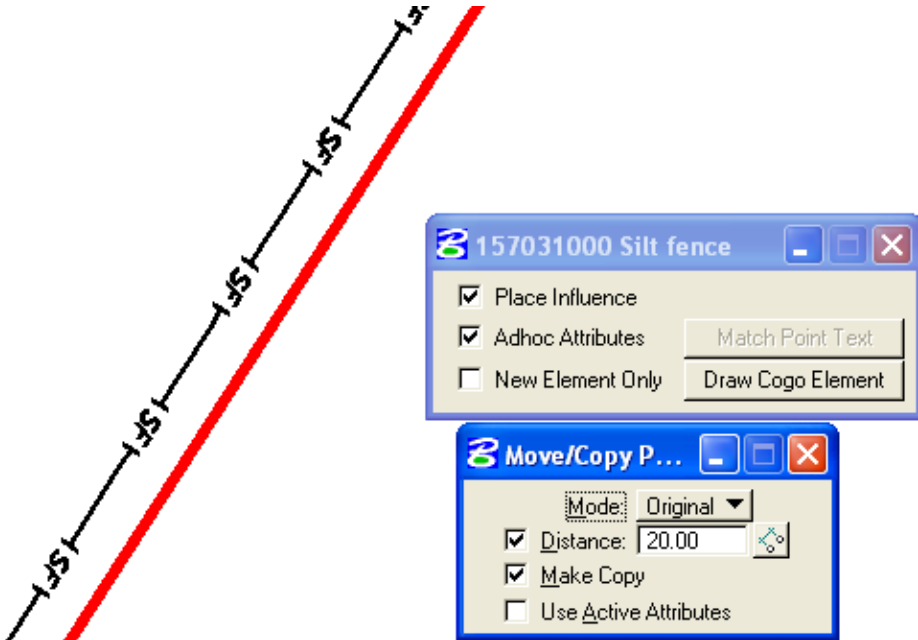 SF
SF
SF
SF
SF
157031000 Silt fence
Place Influence
Adhoc Attributes
Match Point Text
New Element Only
Draw Cogo Element
Move/Copy P...
Mode: Original
Distance: 20.00
Make Copy
Use Active Attributes